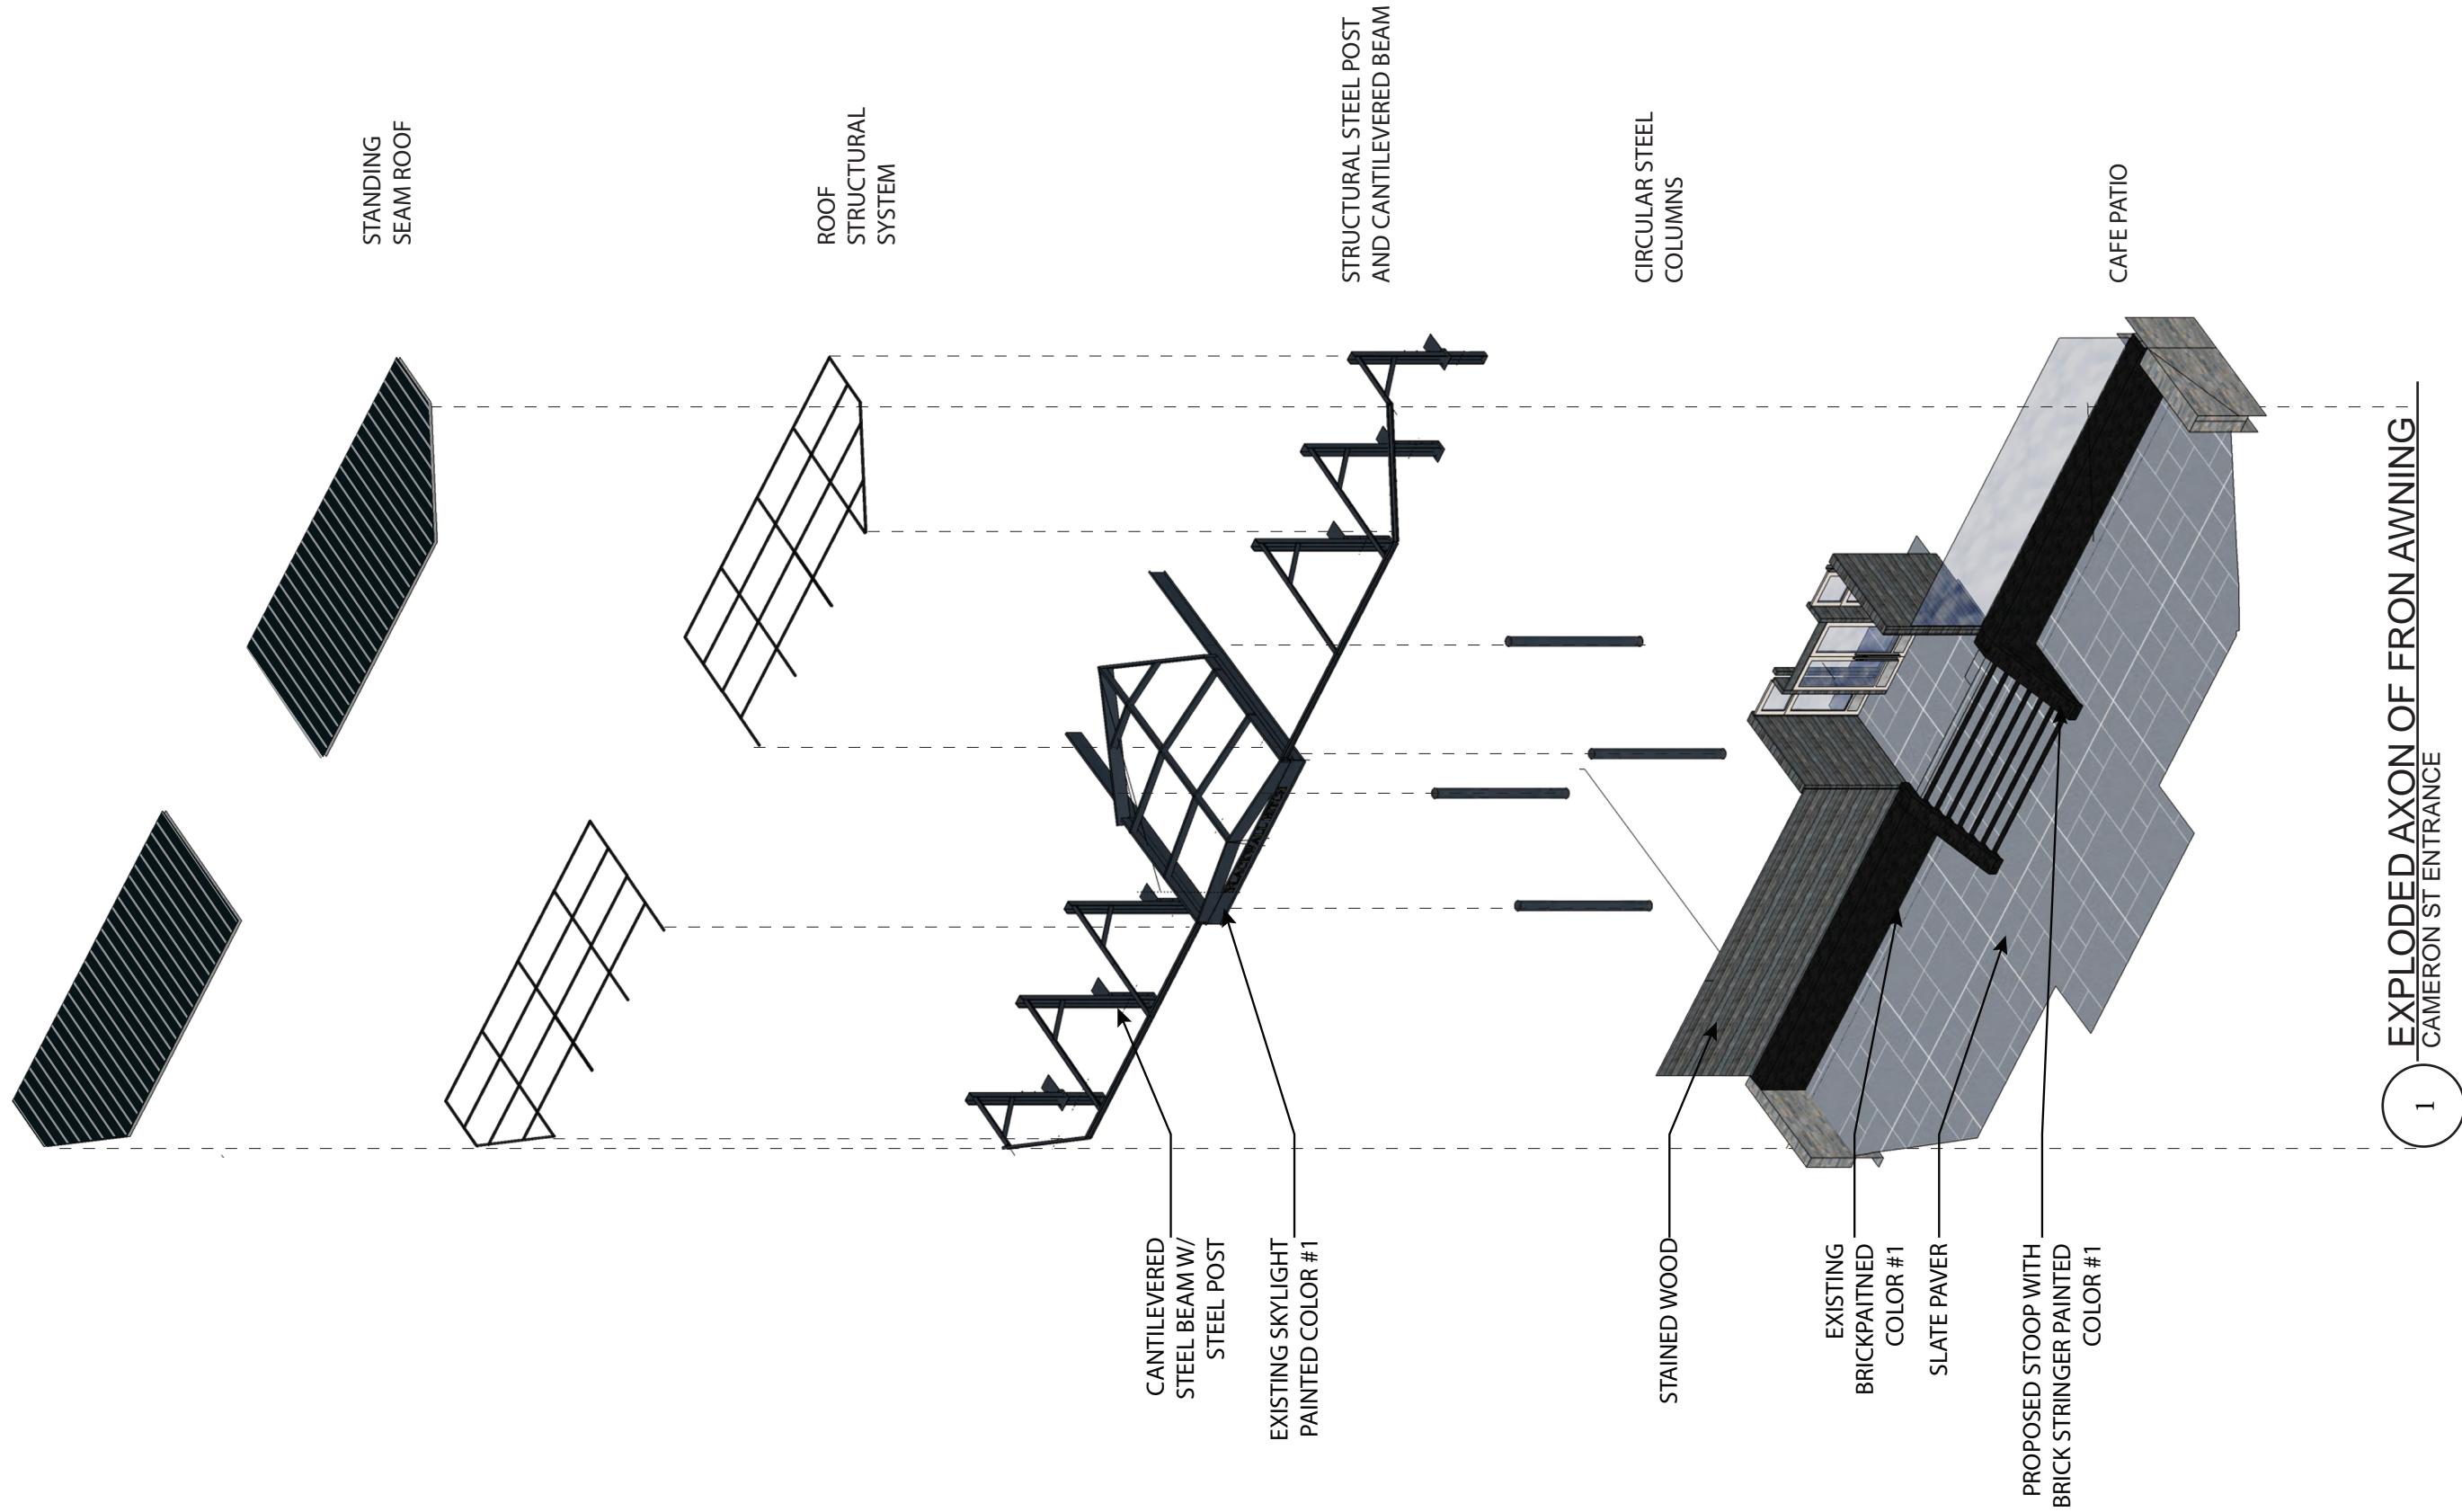 STANDING
SEAM ROOF
ROOF
STRUCTURAL
SYSTEM
STRUCTURAL STEEL POST
AND CANTILEVERED BEAM
CIRCULAR STEEL
COLUMNS
CAFE PATIO
CANTILEVERED
STEEL BEAM W/
STEEL POST
EXISTING SKYLIGHT
PAINTED COLOR #1
STAINED WOOD
EXISTING
BRICKPAITNED
COLOR #1
SLATE PAVER
PROPOSED STOOP WITH
BRICK STRINGER PAINTED
COLOR #1
1
EXPLODED AXON OF FRON AWNING
CAMERON ST ENTRANCE